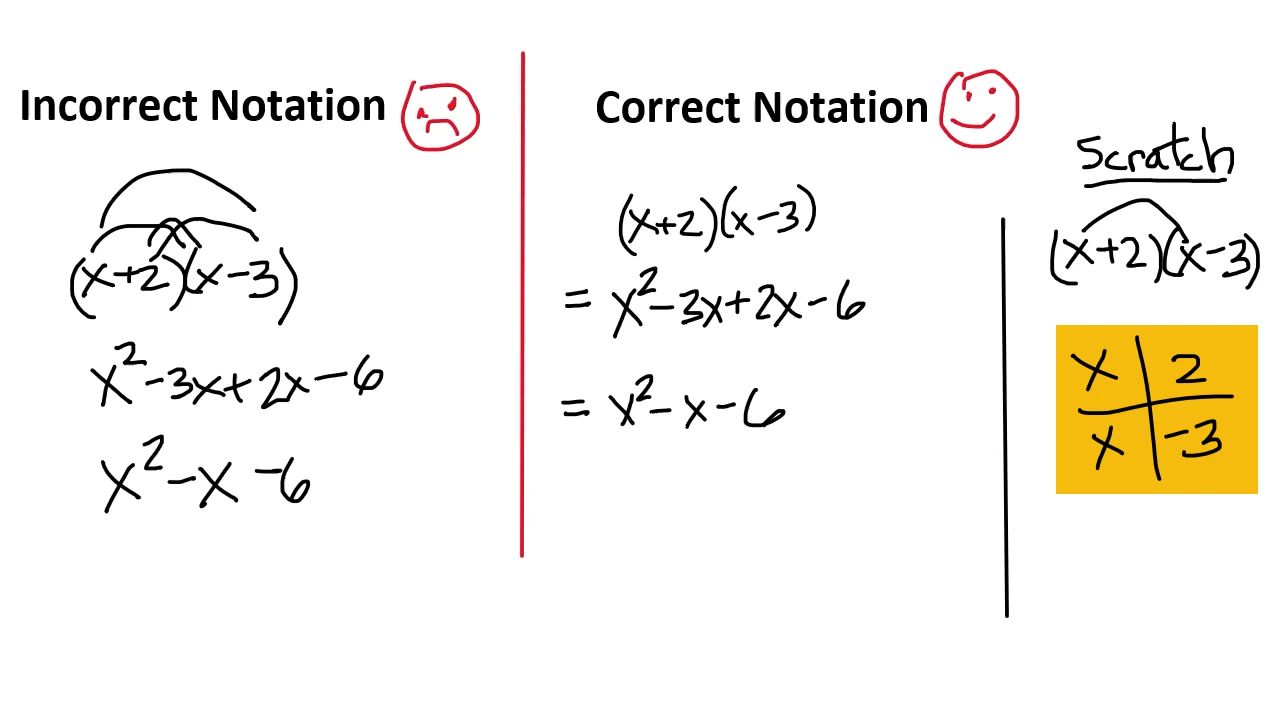 Incorrect Notation
(x+2)(x-3)
x²-3x+2x-6
x²-x-6
Correct Notation
(x+2)(x-3)
= x²-3x+2x-6
= x²-x-6
Scratch
(x+2)(x-3)
x 2
x -3